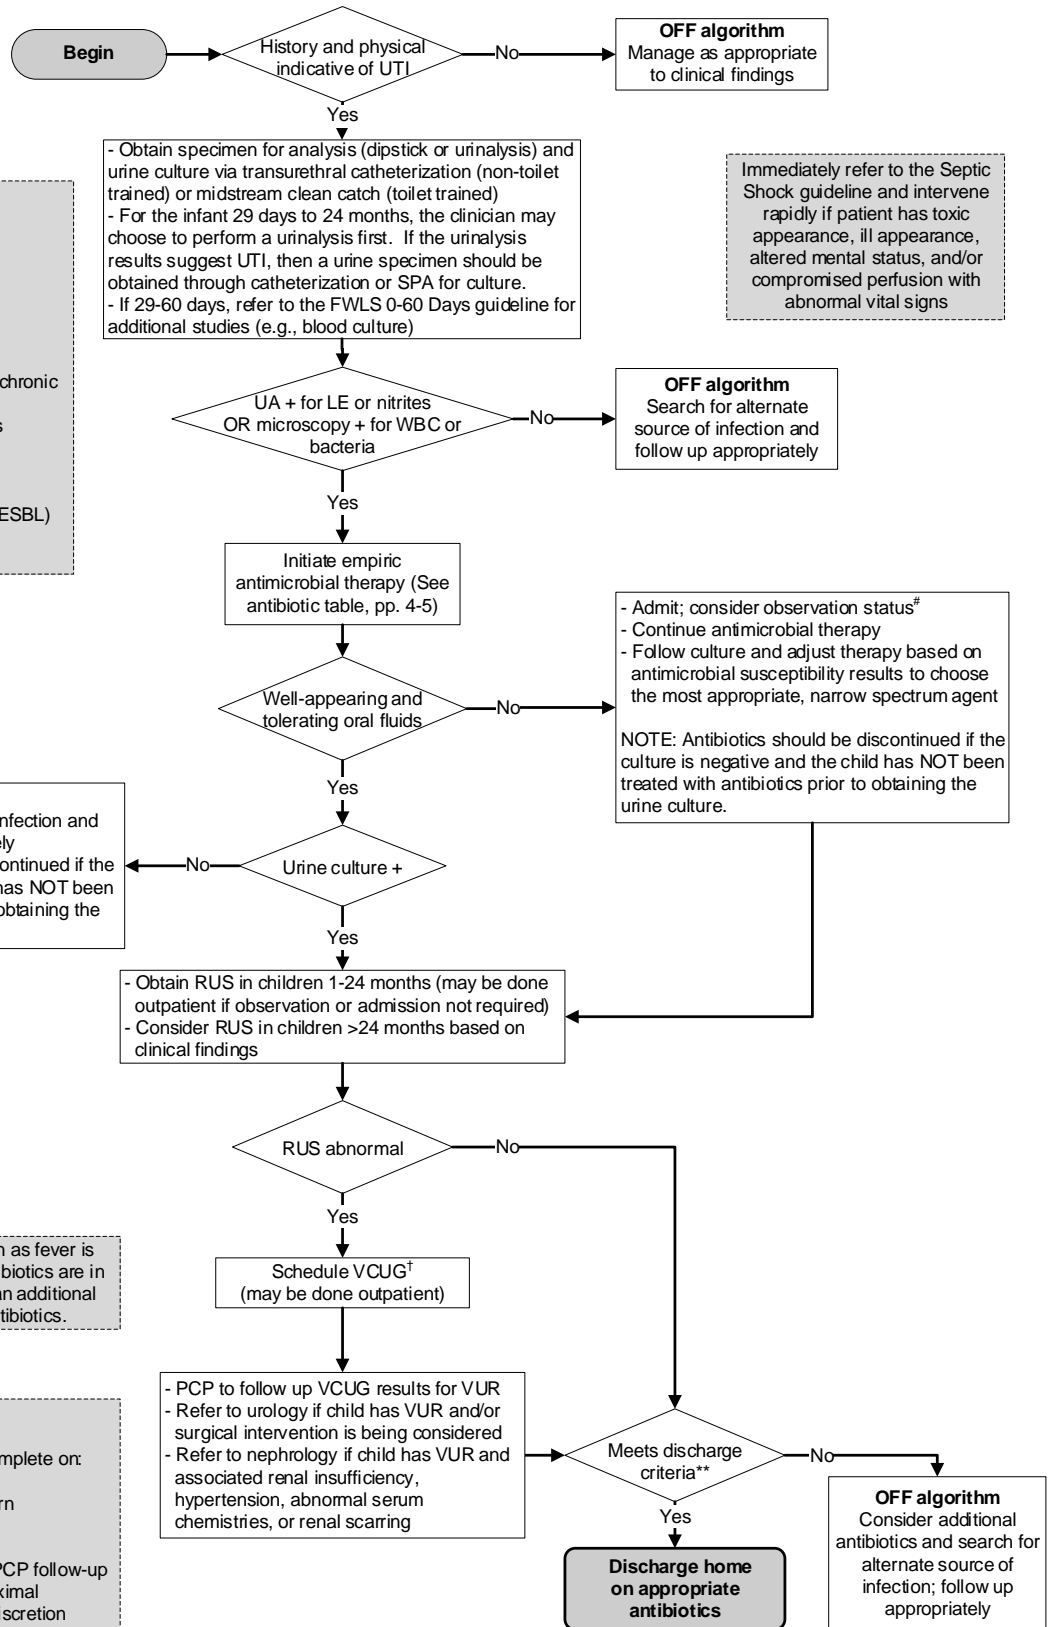 Begin
History and physical
indicative of UTI
No
OFF algorithm
Manage as appropriate
to clinical findings
Yes
- Obtain specimen for analysis (dipstick or urinalysis) and
urine culture via transurethral catheterization (non-toilet
trained) or midstream clean catch (toilet trained)
- For the infant 29 days to 24 months, the clinician may
choose to perform a urinalysis first. If the urinalysis
results suggest UTI, then a urine specimen should be
obtained through catheterization or SPA for culture.
- If 29-60 days, refer to the FWLS 0-60 Days guideline for
additional studies (e.g., blood culture)
Immediately refer to the Septic
Shock guideline and intervene
rapidly if patient has toxic
appearance, ill appearance,
altered mental status, and/or
compromised perfusion with
abnormal vital signs
chronic
s
ESBL)
UA + for LE or nitrites
OR microscopy + for WBC or
bacteria
No
OFF algorithm
Search for alternate
source of infection and
follow up appropriately
Yes
Initiate empiric
antimicrobial therapy (See
antibiotic table, pp. 4-5)
Well-appearing and
tolerating oral fluids
No
- Admit; consider observation status#
- Continue antimicrobial therapy
- Follow culture and adjust therapy based on
antimicrobial susceptibility results to choose
the most appropriate, narrow spectrum agent
NOTE: Antibiotics should be discontinued if the
culture is negative and the child has NOT been
treated with antibiotics prior to obtaining the
urine culture.
Yes
Urine culture +
No
nfection and
ely
ontinued if the
has NOT been
obtaining the
Yes
- Obtain RUS in children 1-24 months (may be done
outpatient if observation or admission not required)
- Consider RUS in children >24 months based on
clinical findings
RUS abnormal
No
Yes
Schedule VCUG†
(may be done outpatient)
n as fever is
biotics are in
an additional
ntibiotics.
- PCP to follow up VCUG results for VUR
- Refer to urology if child has VUR and/or
surgical intervention is being considered
- Refer to nephrology if child has VUR and
associated renal insufficiency,
hypertension, abnormal serum
chemistries, or renal scarring
Meets discharge
criteria**
No
OFF algorithm
Consider additional
antibiotics and search for
alternate source of
infection; follow up
appropriately
Yes
Discharge home
on appropriate
antibiotics
mplete on:
rn
PCP follow-up
ximal
iscretion